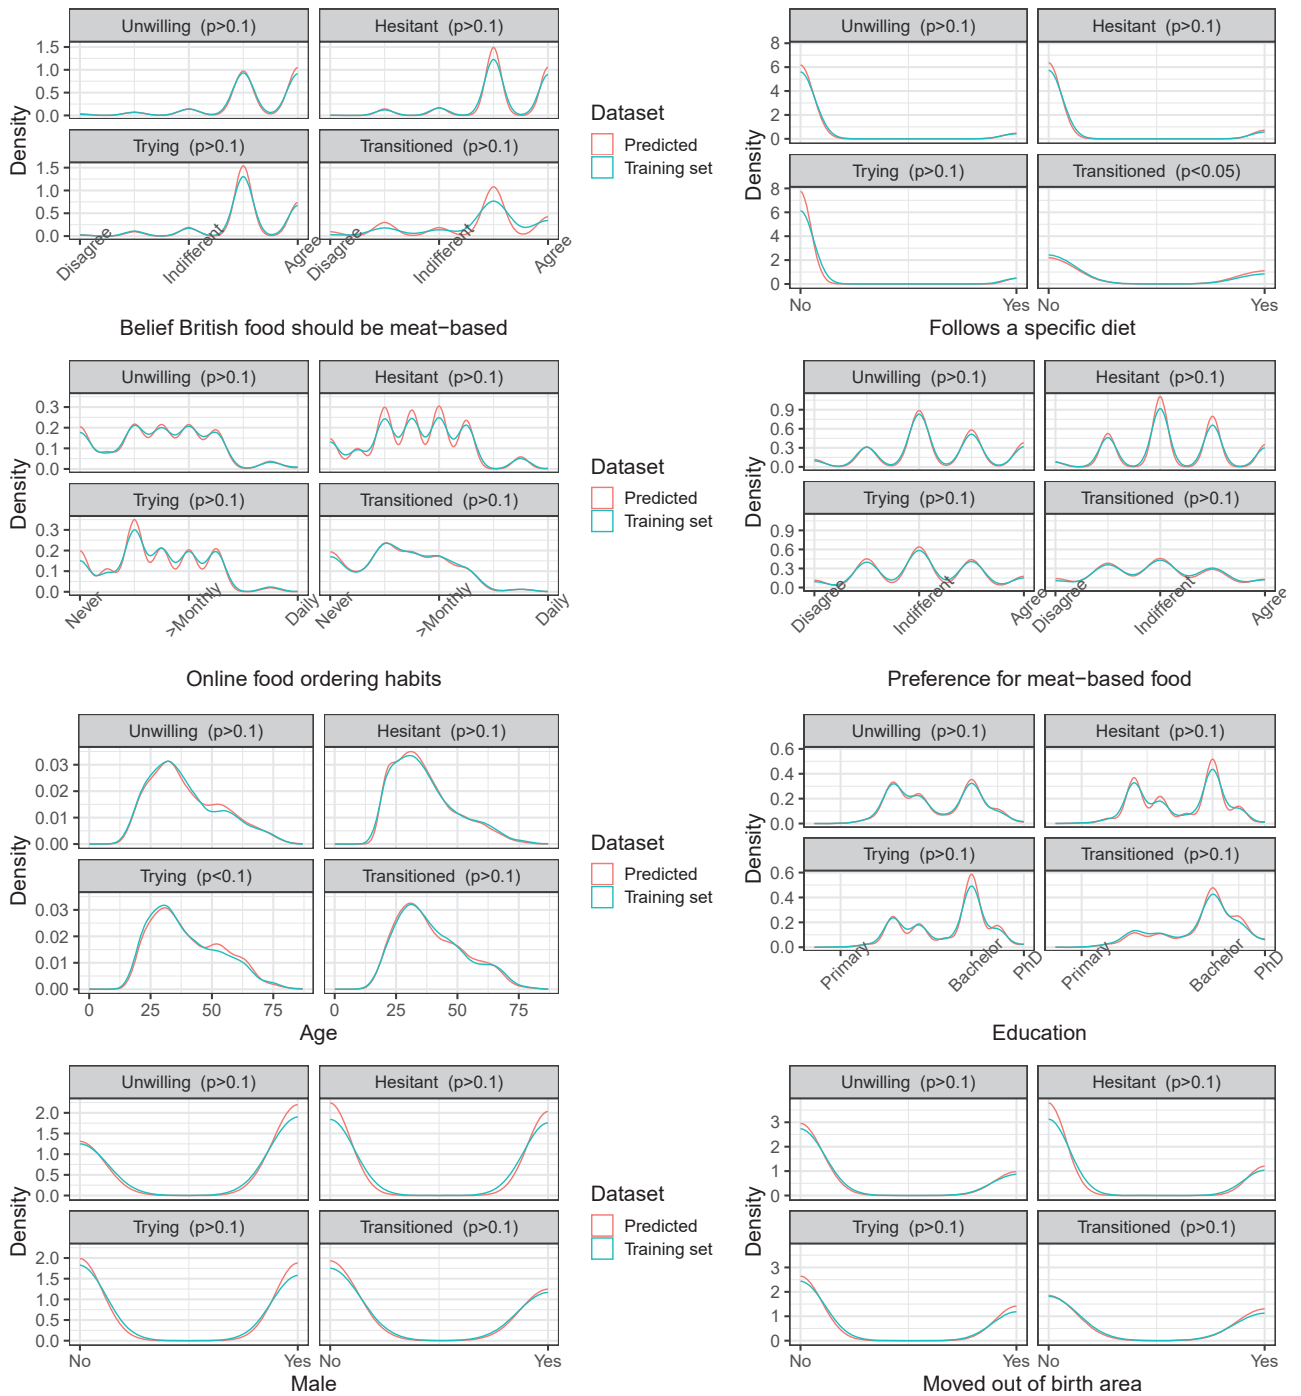 Unwilling (p>0.1) Hesitant (p>0.1)
1.5
1.0
0.5
0.0
Trying (p>0.1) Transitioned (p>0.1)
1.5
1.0
0.5
0.0
Density
Disagree Indifferent Agree Disagree Indifferent Agree
Belief British food should be meat−based
Dataset
Predicted
Training set
Unwilling (p>0.1) Hesitant (p>0.1)
8
6
4
2
0
Trying (p>0.1) Transitioned (p<0.05)
8
6
4
2
0
Density
No Yes No Yes
Follows a specific diet
Unwilling (p>0.1) Hesitant (p>0.1)
0.3
0.2
0.1
0.0
Trying (p>0.1) Transitioned (p>0.1)
0.3
0.2
0.1
0.0
Density
Never >Monthly Daily Never >Monthly Daily
Online food ordering habits
Dataset
Predicted
Training set
Unwilling (p>0.1) Hesitant (p>0.1)
0.9
0.6
0.3
0.0
Trying (p>0.1) Transitioned (p>0.1)
0.9
0.6
0.3
0.0
Density
Disagree Indifferent Agree Disagree Indifferent Agree
Preference for meat−based food
Unwilling (p>0.1) Hesitant (p>0.1)
0.03
0.02
0.01
0.00
Trying (p<0.1) Transitioned (p>0.1)
0.03
0.02
0.01
0.00
Density
0 25 50 75 0 25 50 75
Age
Dataset
Predicted
Training set
Unwilling (p>0.1) Hesitant (p>0.1)
0.6
0.4
0.2
0.0
Trying (p>0.1) Transitioned (p>0.1)
0.6
0.4
0.2
0.0
Density
Primary Bachelor PhD Primary Bachelor PhD
Education
Unwilling (p>0.1) Hesitant (p>0.1)
2.0
1.5
1.0
0.5
0.0
Trying (p>0.1) Transitioned (p>0.1)
2.0
1.5
1.0
0.5
0.0
Density
No Yes No Yes
Male
Dataset
Predicted
Training set
Unwilling (p>0.1) Hesitant (p>0.1)
3
2
1
0
Trying (p>0.1) Transitioned (p>0.1)
3
2
1
0
Density
No Yes No Yes
Moved out of birth area